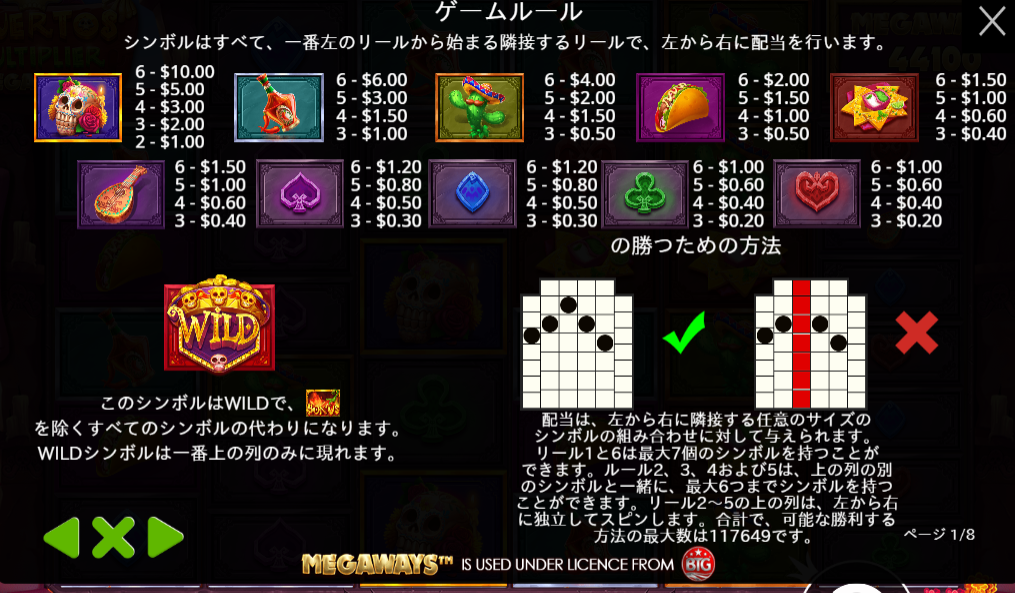 ゲームルール
シンボルはすべて、一番左のリールから始まる隣接するリールで、左から右に配当を行います。
6 - $10.00
5 - $5.00
4 - $3.00
3 - $2.00
2 - $1.00
6 - $6.00
5 - $3.00
4 - $1.50
3 - $1.00
6 - $4.00
5 - $2.00
4 - $1.50
3 - $0.50
6 - $2.00
5 - $1.50
4 - $1.00
3 - $0.50
6 - $1.50
5 - $1.00
4 - $0.60
3 - $0.40
6 - $1.50
5 - $1.00
4 - $0.60
3 - $0.40
6 - $1.20
5 - $0.80
4 - $0.50
3 - $0.30
6 - $1.20
5 - $0.80
4 - $0.50
3 - $0.30
6 - $1.00
5 - $0.60
4 - $0.40
3 - $0.20
6 - $1.00
5 - $0.60
4 - $0.40
3 - $0.20
の勝つための方法
WILD
このシンボルはWILDで、
を除くすべてのシンボルの代わりになります。
WILDシンボルは一番上の列のみに現れます。
配当は、左から右に隣接する任意のサイズの
シンボルの組み合わせに対して与えられます。
リール1と6は最大7個のシンボルを持つことが
できます。ルール2、3、4および5は、上の列の別
のシンボルと一緒に、最大6つまでシンボルを持つ
ことができます。リール2〜5の上の列は、左から右
に独立してスピンします。合計で、可能な勝利する
方法の最大数は117649です。
ページ 1/8
MEGAWAYS™ IS USED UNDER LICENCE FROM BTG